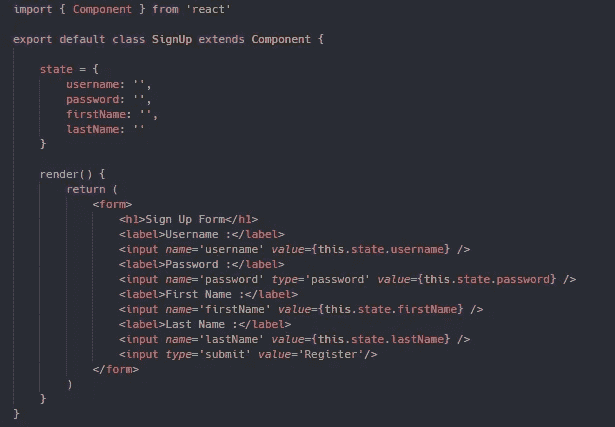 import { Component } from 'react'
export default class SignUp extends Component {
state = {
username: '',
password: '',
firstName: '',
lastName: ''
}
render() {
return (
<form>
<h1>Sign Up Form</h1>
<label>Username :</label>
<input name='username' value={this.state.username} />
<label>Password :</label>
<input name='password' type='password' value={this.state.password} />
<label>First Name :</label>
<input name='firstName' value={this.state.firstName} />
<label>Last Name :</label>
<input name='lastName' value={this.state.lastName} />
<input type='submit' value='Register'/>
</form>
)
}
}